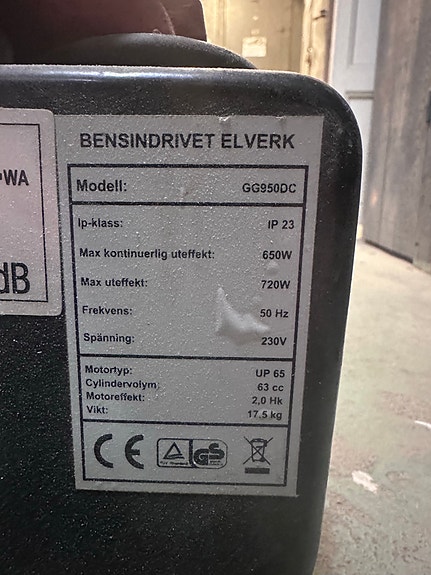 BENSINDRIVET ELVERK
Modell: GG950DC
Ip-klass: IP 23
Max kontinuerlig uteffekt: 650W
Max uteffekt: 720W
Frekvens: 50 Hz
Spänning: 230V
Motortyp: UP 65
Cylindervolym: 63 cc
Motoreffekt: 2,0 Hk
Vikt: 17,5 kg
CE
GS
WA
dB